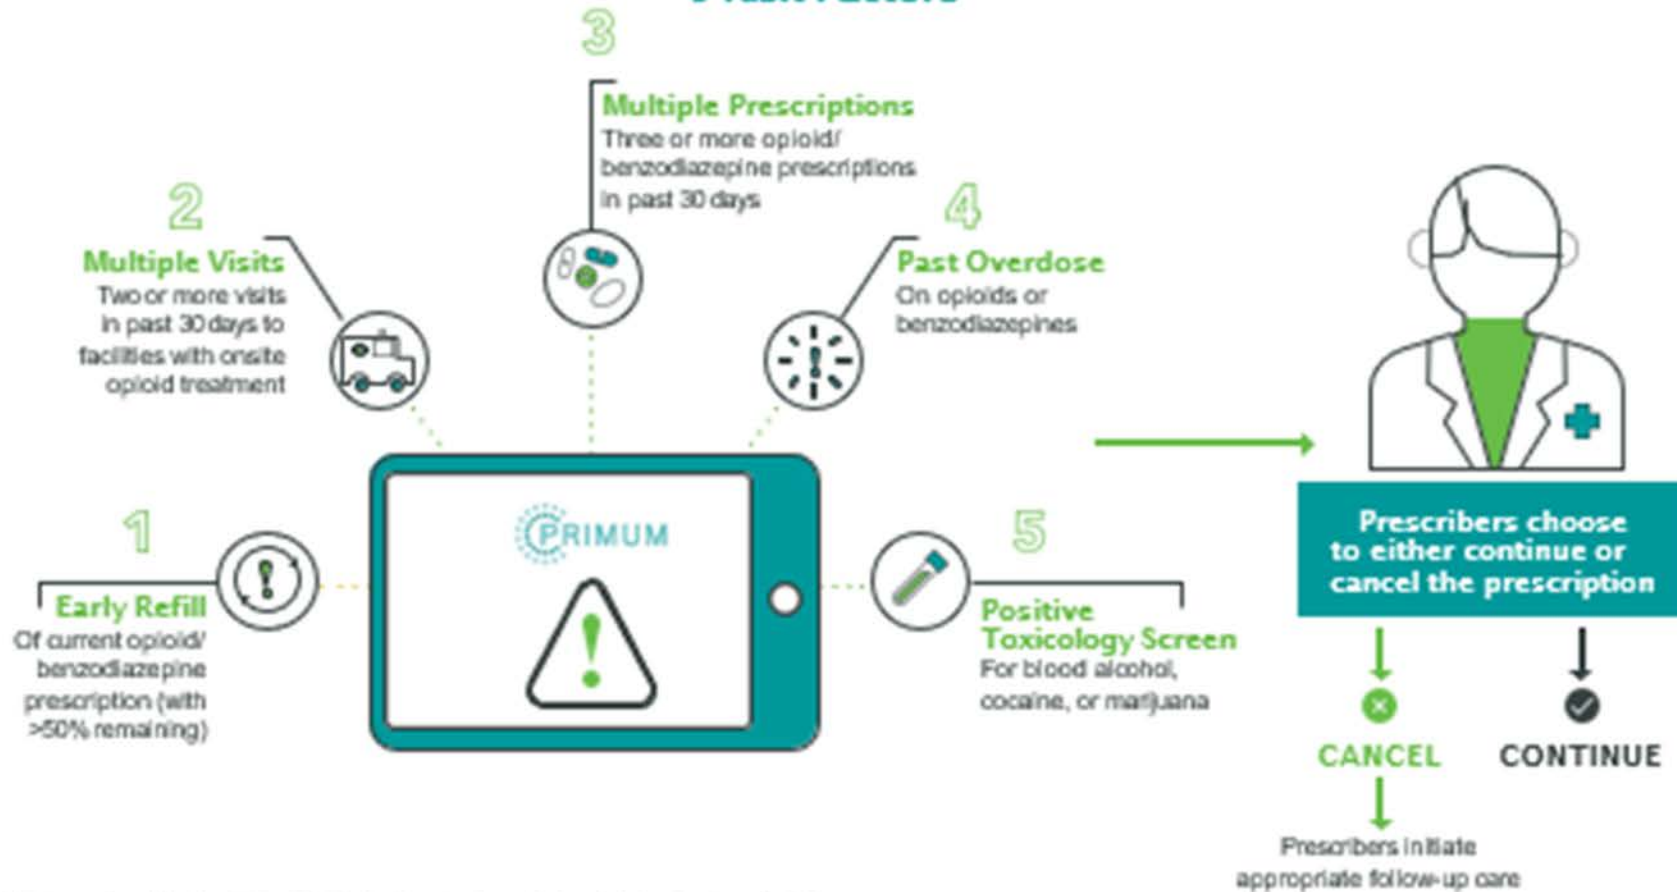 3
Multiple Prescriptions
Three or more opioid/
benzodiazepine prescriptions
in past 30 days
2
Multiple Visits
Two or more visits
in past 30 days to
facilities with onsite
opioid treatment
4
Past Overdose
On opioids or
benzodiazepines
1
Early Refill
Of current opioid/
benzodiazepine
prescription (with
>50% remaining)
PRIMUM
5
Positive
Toxicology Screen
For blood alcohol,
cocaine, or marijuana
Prescribers choose
to either continue or
cancel the prescription
CANCEL
CONTINUE
Prescribers initiate
appropriate follow-up care